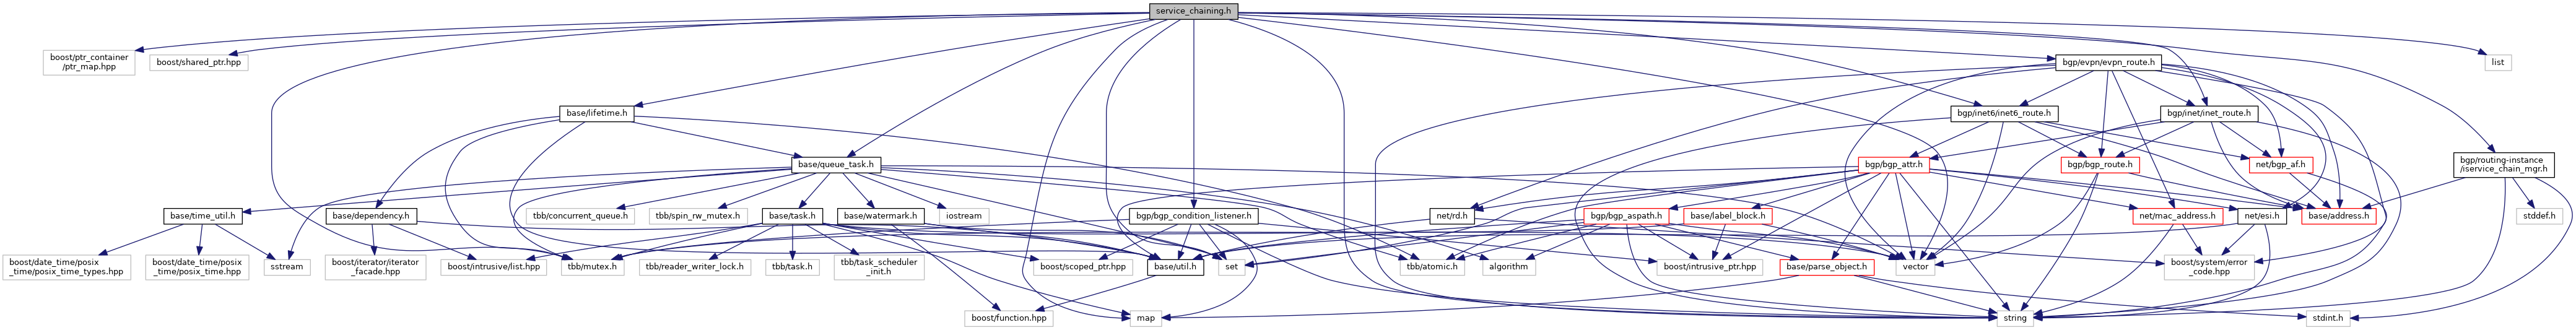 service_chaining.h
boost/ptr_container
/ptr_map.hpp
boost/shared_ptr.hpp
bgp/evpn/evpn_route.h
list
base/lifetime.h
bgp/inet6/inet6_route.h
bgp/inet/inet_route.h
base/queue_task.h
bgp/bgp_attr.h
bgp/bgp_route.h
net/bgp_af.h
bgp/routing-instance
/iservice_chain_mgr.h
base/time_util.h
base/dependency.h
tbb/concurrent_queue.h
tbb/spin_rw_mutex.h
base/task.h
base/watermark.h
iostream
bgp/bgp_condition_listener.h
net/rd.h
bgp/bgp_aspath.h
base/label_block.h
net/mac_address.h
net/esi.h
base/address.h
stddef.h
boost/date_time/posix
_time/posix_time_types.hpp
boost/date_time/posix
_time/posix_time.hpp
sstream
boost/iterator/iterator
_facade.hpp
boost/intrusive/list.hpp
tbb/mutex.h
tbb/reader_writer_lock.h
tbb/task.h
tbb/task_scheduler
_init.h
boost/scoped_ptr.hpp
base/util.h
set
tbb/atomic.h
algorithm
boost/intrusive_ptr.hpp
base/parse_object.h
vector
boost/system/error
_code.hpp
boost/function.hpp
map
string
stdint.h